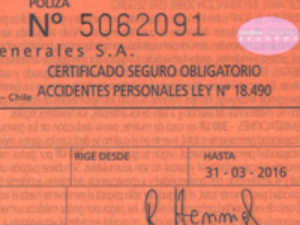 POLIZA
Nº 5062091
enerales S.A.
CERTIFICADO SEGURO OBLIGATORIO
- Chile ACCIDENTES PERSONALES LEY Nº 18.490
RIGE DESDE
HASTA
31 - 03 - 2016